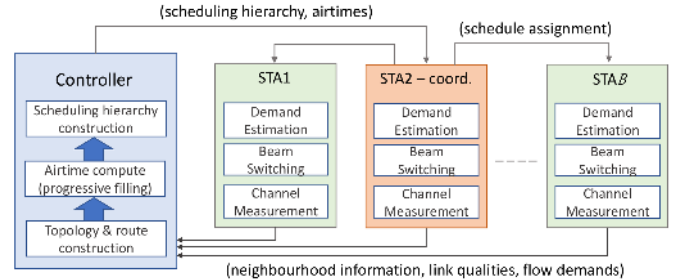 (scheduling hierarchy, airtimes)
(schedule assignment)
Controller
Scheduling hierarchy
construction
Airtime compute
(progressive filling)
Topology & route
construction
STA1
Demand
Estimation
Beam
Switching
Channel
Measurement
STA2 – coord.
Demand
Estimation
Beam
Switching
Channel
Measurement
STAB
Demand
Estimation
Beam
Switching
Channel
Measurement
(neighbourhood information, link qualities, flow demands)